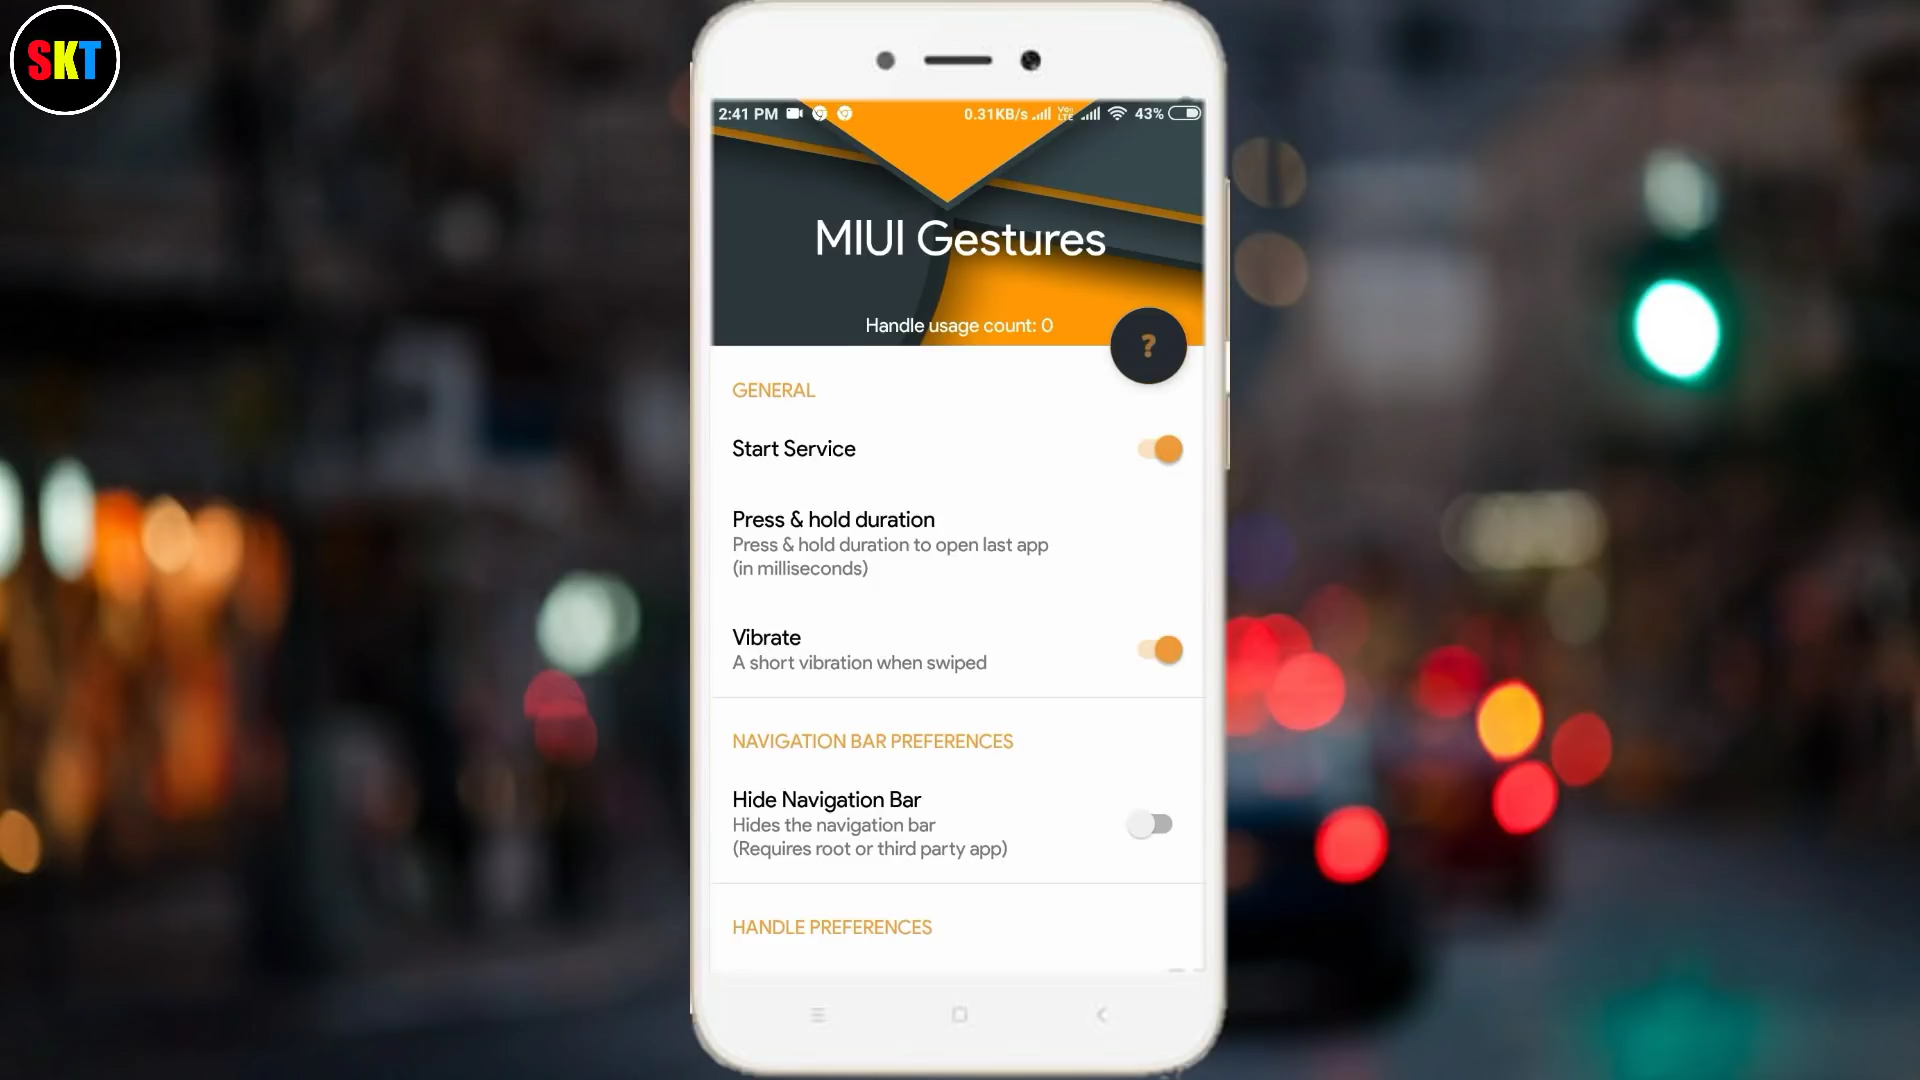 SKT
2:41 PM 0.31KB/s VoLTE 43%
MIUI Gestures
Handle usage count: 0
?
GENERAL
Start Service
Press & hold duration
Press & hold duration to open last app
(in milliseconds)
Vibrate
A short vibration when swiped
NAVIGATION BAR PREFERENCES
Hide Navigation Bar
Hides the navigation bar
(Requires root or third party app)
HANDLE PREFERENCES